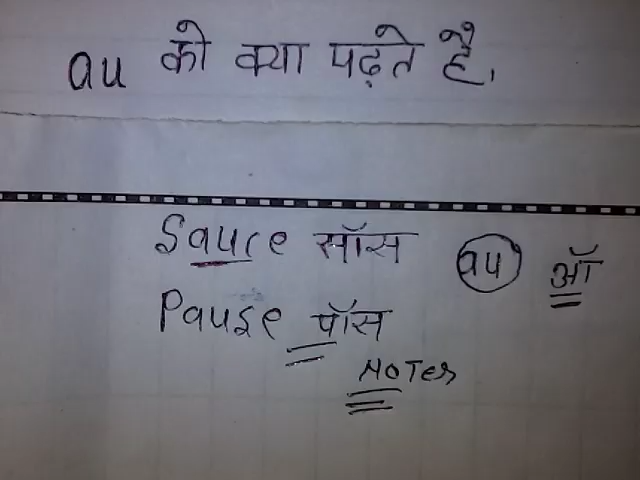 au को क्या पढ़ते है.
Sauce सॉस au ऑ
Pause पॉस
NOTES